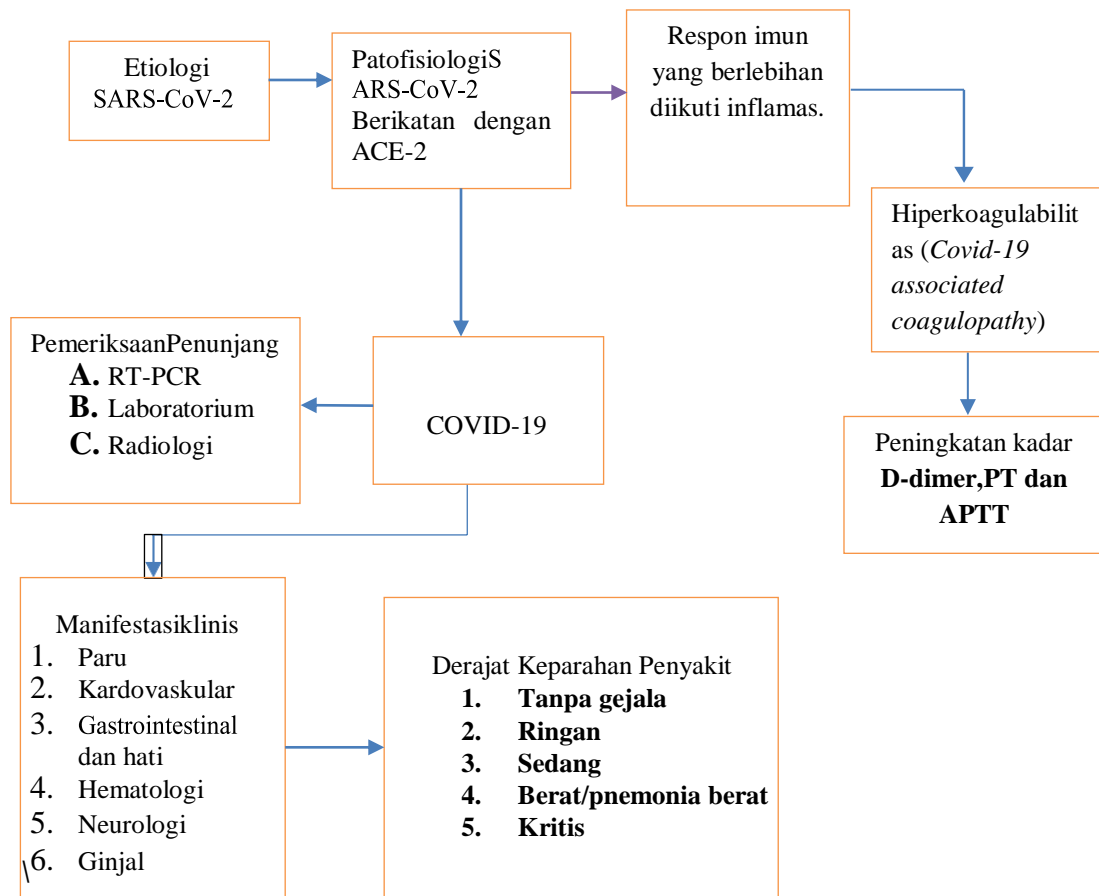 Etiologi
SARS-CoV-2
PatofisiologiS
ARS-CoV-2
Berikatan dengan
ACE-2
Respon imun
yang berlebihan
diikuti inflamas.
Hiperkoagulabilit
as (Covid-19
associated
coagulopathy)
Peningkatan kadar
D-dimer,PT dan
APTT
COVID-19
PemeriksaanPenunjang
A. RT-PCR
B. Laboratorium
C. Radiologi
Manifestasiklinis
1. Paru
2. Kardovaskular
3. Gastrointestinal
dan hati
4. Hematologi
5. Neurologi
\6. Ginjal
Derajat Keparahan Penyakit
1. Tanpa gejala
2. Ringan
3. Sedang
4. Berat/pnemonia berat
5. Kritis